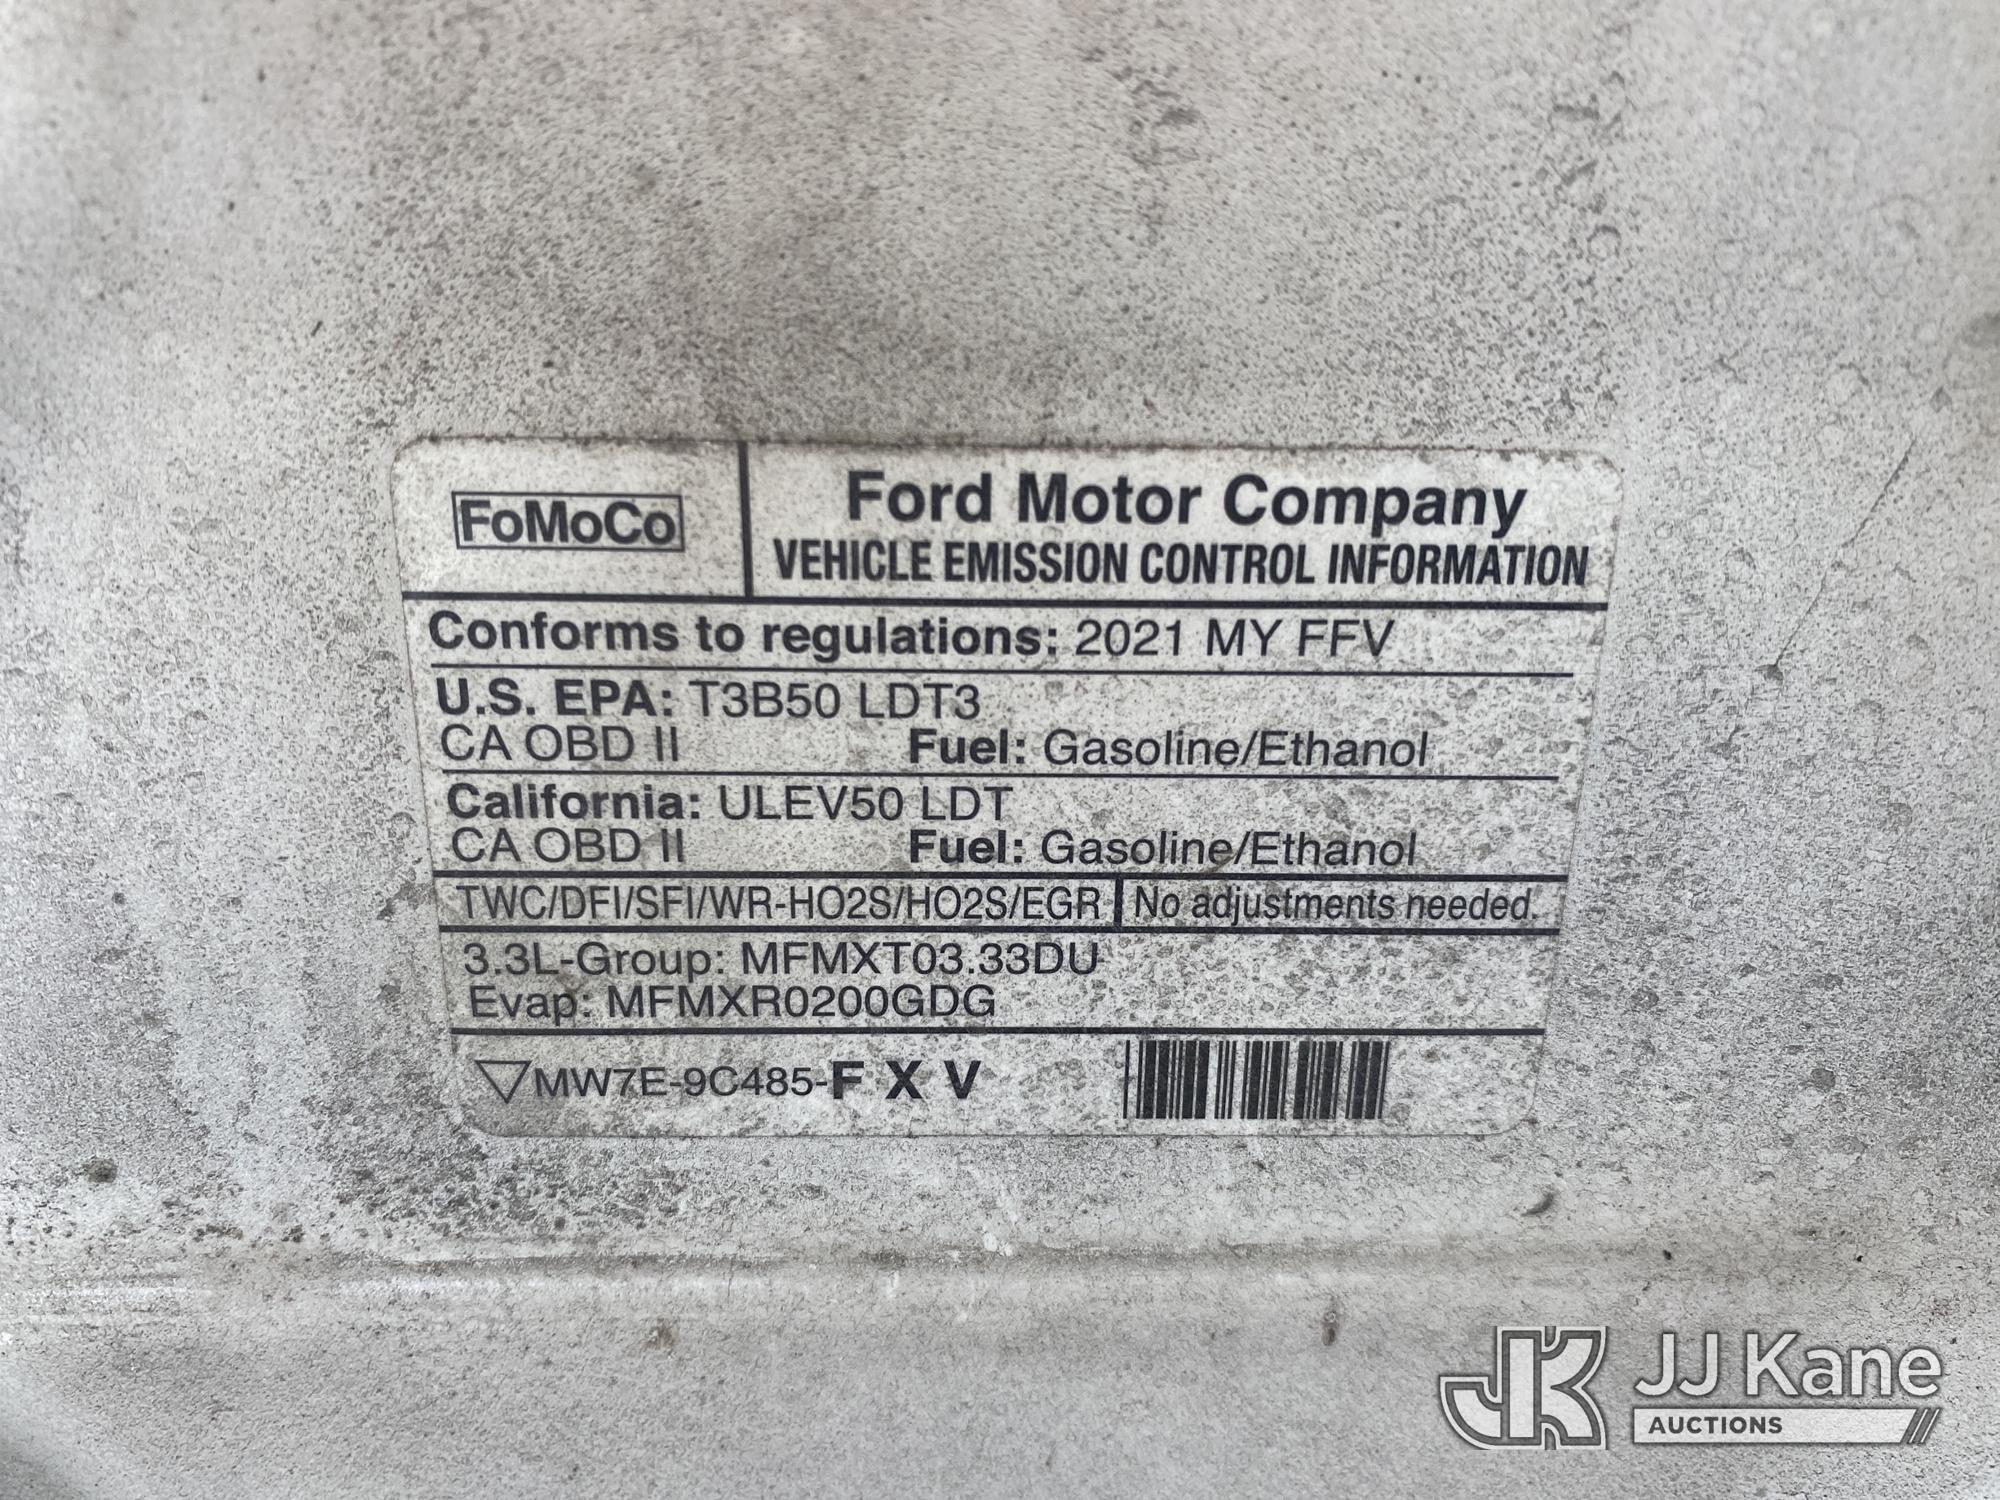 FoMoCo
Ford Motor Company
VEHICLE EMISSION CONTROL INFORMATION
Conforms to regulations: 2021 MY FFV
U.S. EPA: T3B50 LDT3
CA OBD II Fuel: Gasoline/Ethanol
California: ULEV50 LDT
CA OBD II Fuel: Gasoline/Ethanol
TWC/DFI/SFI/WR-HO2S/HO2S/EGR No adjustments needed.
3.3L-Group: MFMXT03.33DU
Evap: MFMXR0200GDG
MW7E-9C485-F X V
JK JJ Kane
AUCTIONS